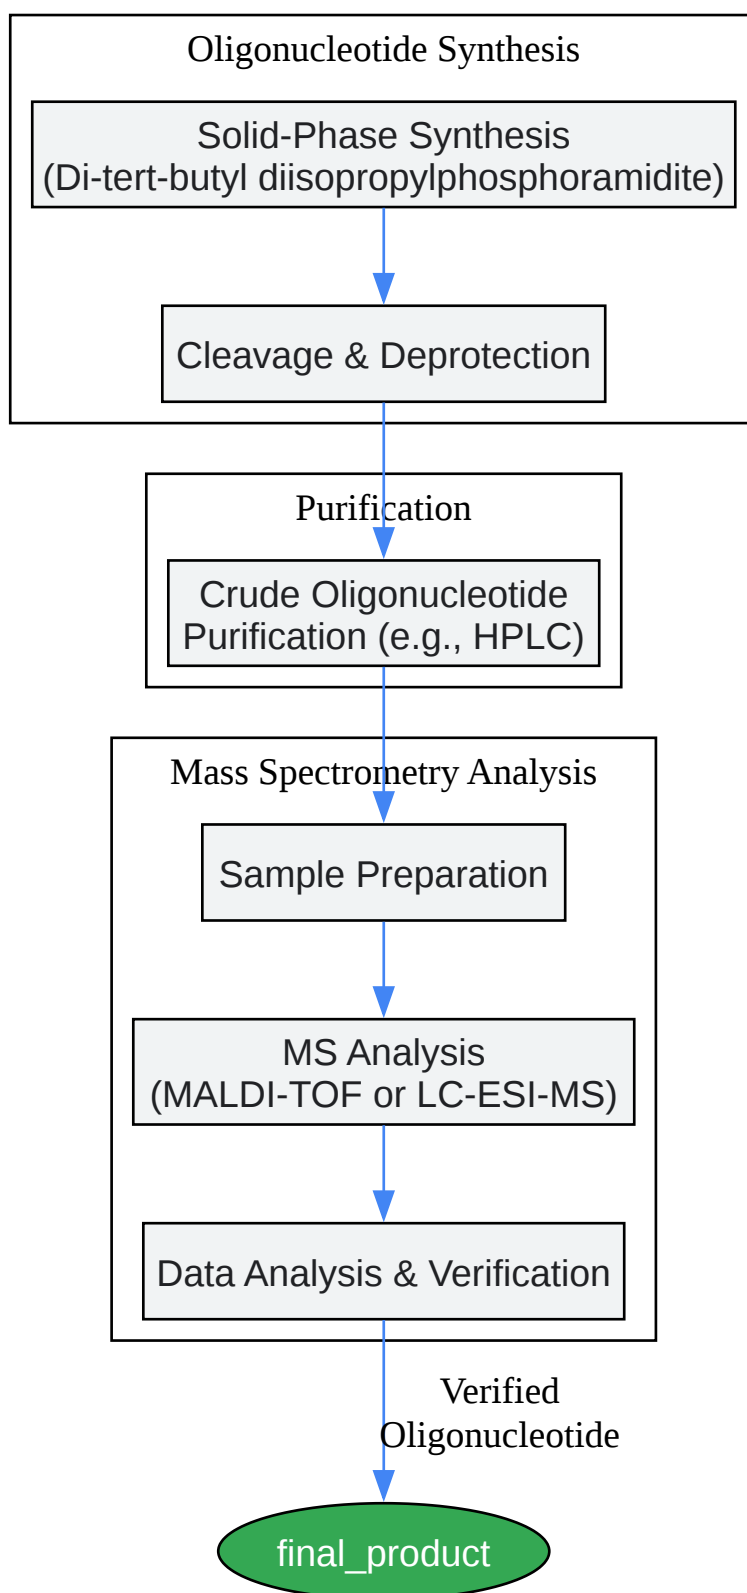 Oligonucleotide Synthesis
Solid-Phase Synthesis
(Di-tert-butyl diisopropylphosphoramidite)
Cleavage & Deprotection
Purification
Crude Oligonucleotide
Purification (e.g., HPLC)
Mass Spectrometry Analysis
Sample Preparation
MS Analysis
(MALDI-TOF or LC-ESI-MS)
Data Analysis & Verification
Verified
Oligonucleotide
final_product